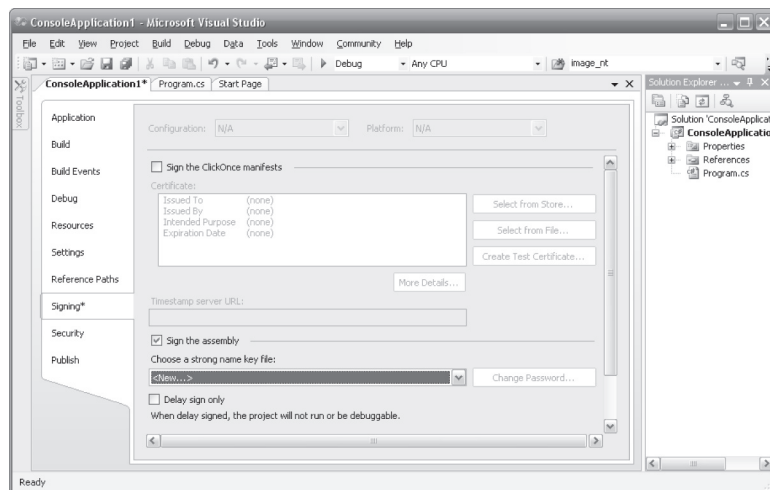 ConsoleApplication1 - Microsoft Visual Studio
File Edit View Project Build Debug Data Tools Window Community Help
Debug Any CPU image_nt
Toolbox
ConsoleApplication1* Program.cs Start Page
Application
Build
Build Events
Debug
Resources
Settings
Reference Paths
Signing*
Security
Publish
Configuration: N/A Platform: N/A
Sign the ClickOnce manifests
Certificate:
Issued To (none)
Issued By (none)
Intended Purpose (none)
Expiration Date (none)
Select from Store...
Select from File...
Create Test Certificate...
More Details...
Timestamp server URL:
Sign the assembly
Choose a strong name key file:
<New...>
Change Password...
Delay sign only
When delay signed, the project will not run or be debuggable.
Solution Explorer ...
Solution 'ConsoleApplicat
ConsoleApplicatio
Properties
References
Program.cs
Ready